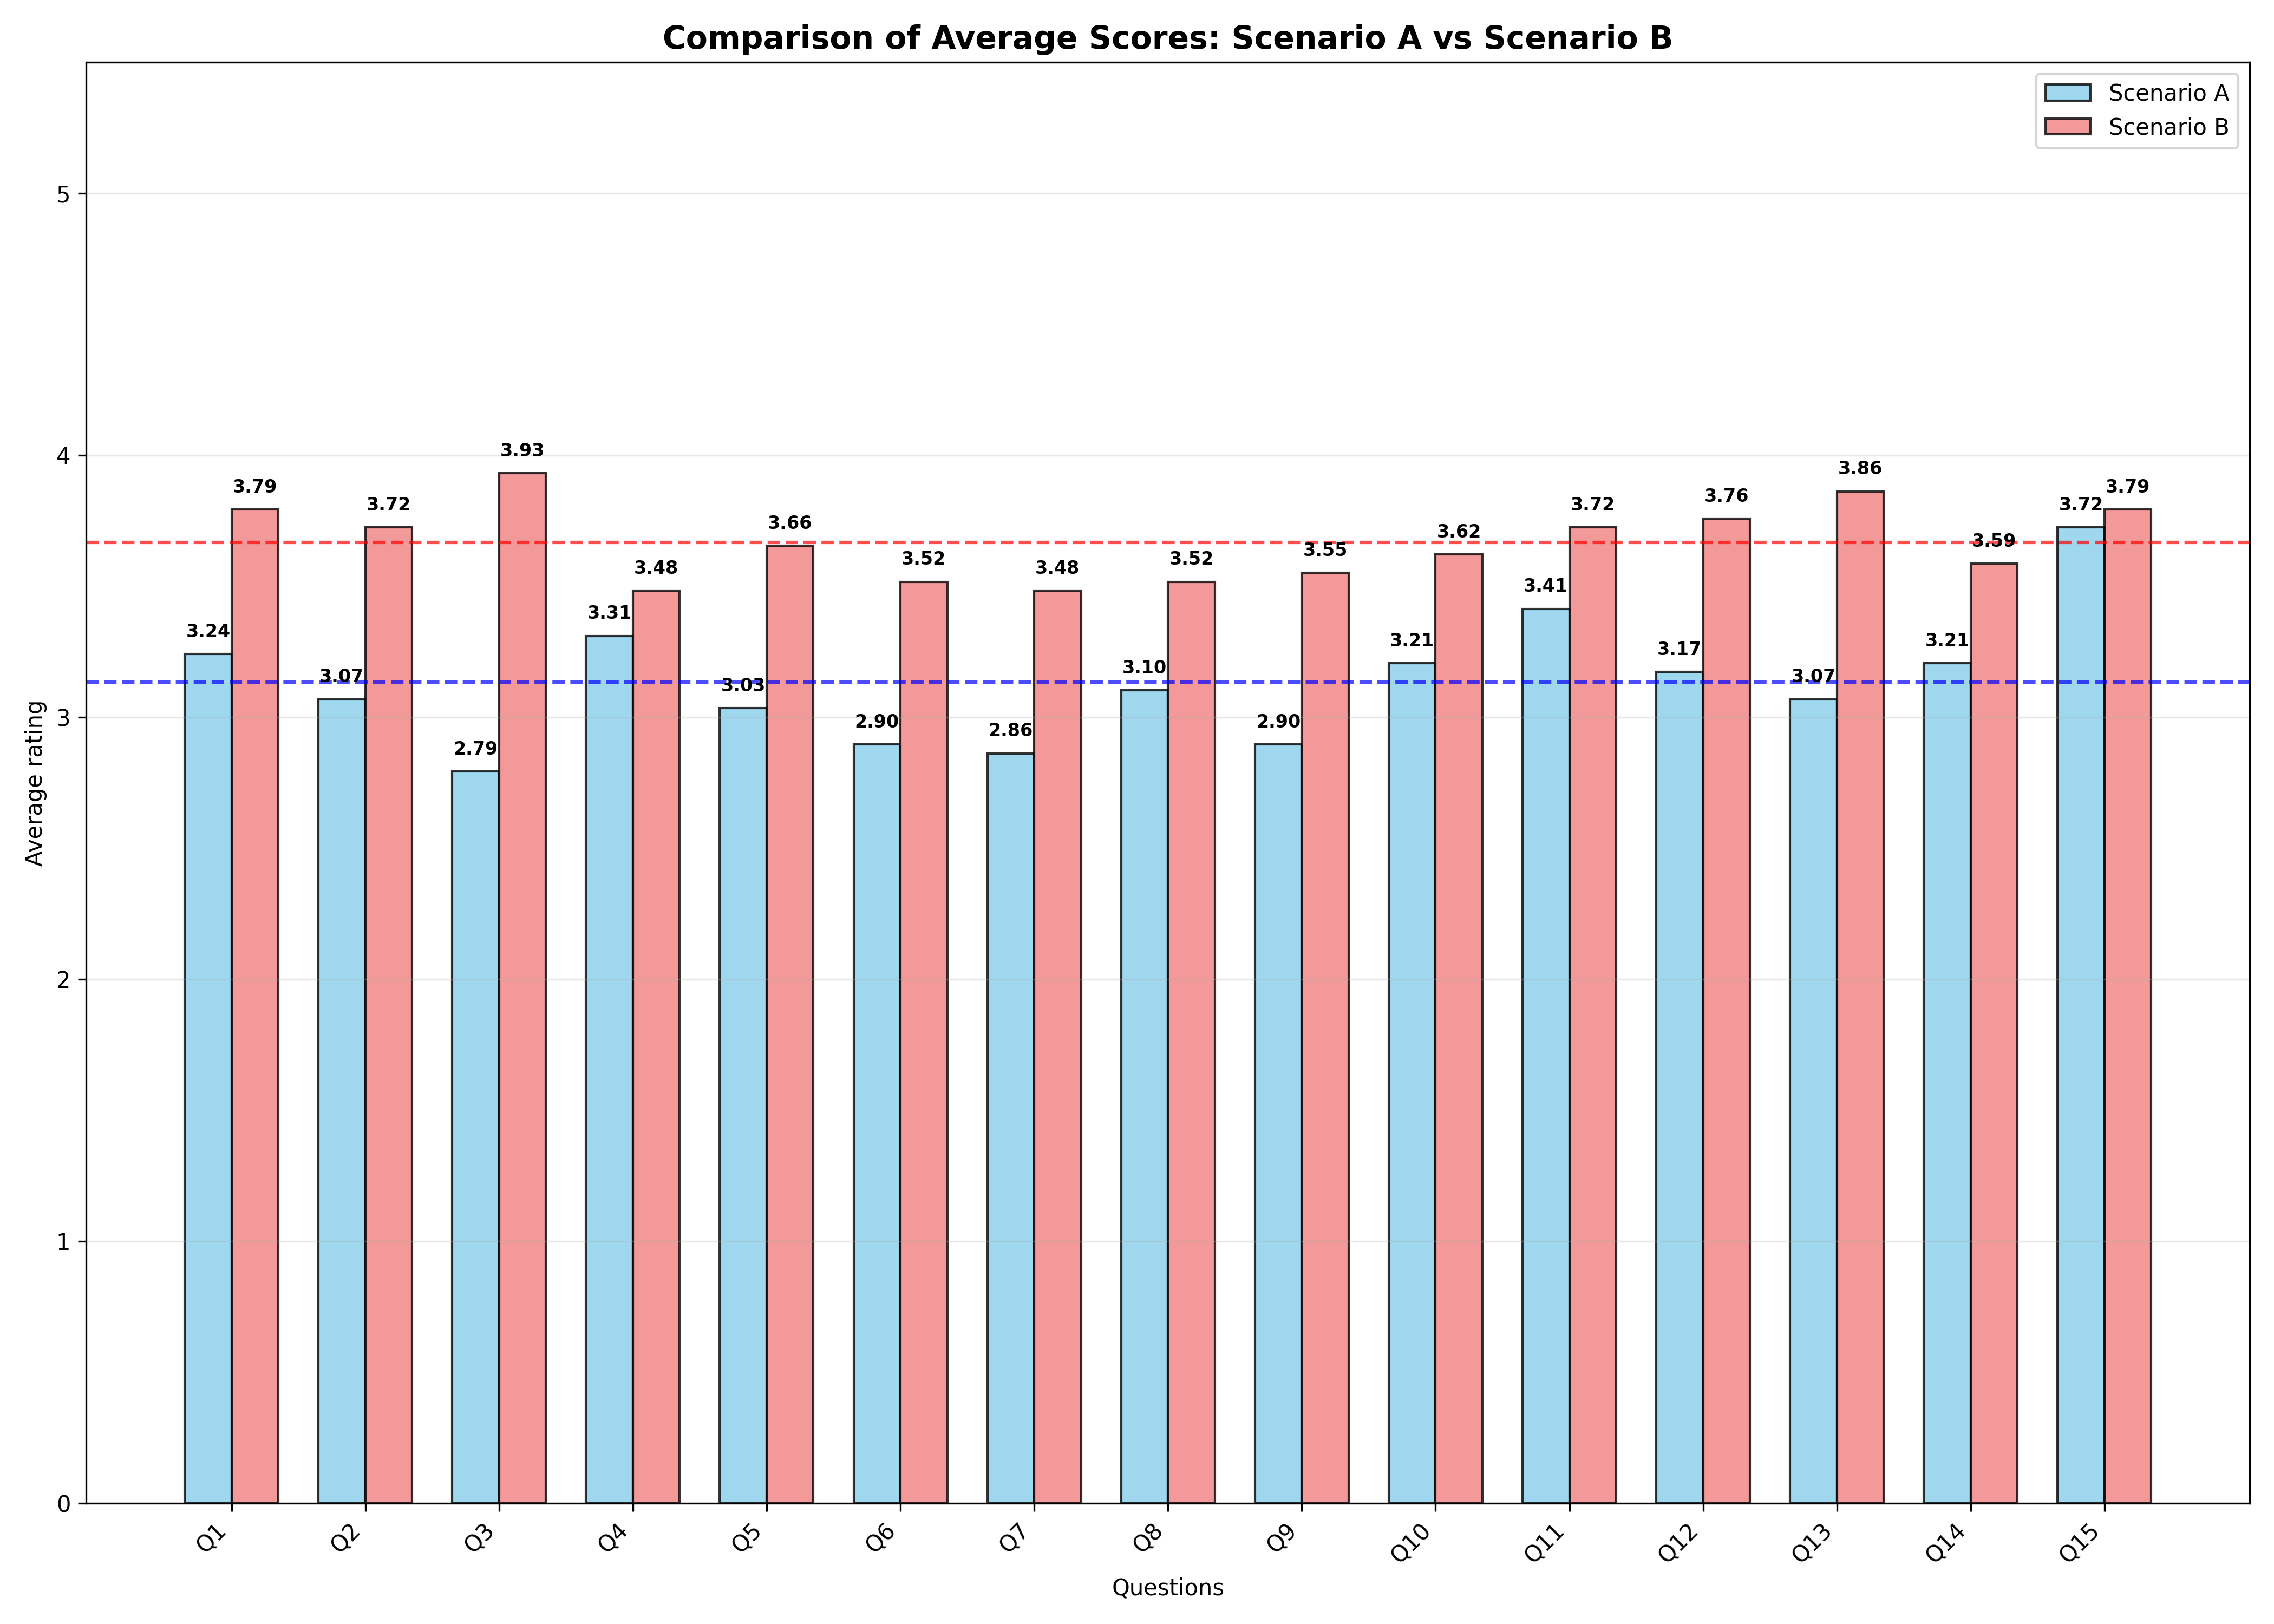 Comparison of Average Scores: Scenario A vs Scenario B
Scenario A
Scenario B
Average rating
5
4
3
2
1
0
3.24
3.79
3.07
3.72
2.79
3.93
3.31
3.48
3.03
3.66
2.90
3.52
2.86
3.48
3.10
3.52
2.90
3.55
3.21
3.62
3.41
3.72
3.17
3.76
3.07
3.86
3.21
3.59
3.72
3.79
Q1
Q2
Q3
Q4
Q5
Q6
Q7
Q8
Q9
Q10
Q11
Q12
Q13
Q14
Q15
Questions